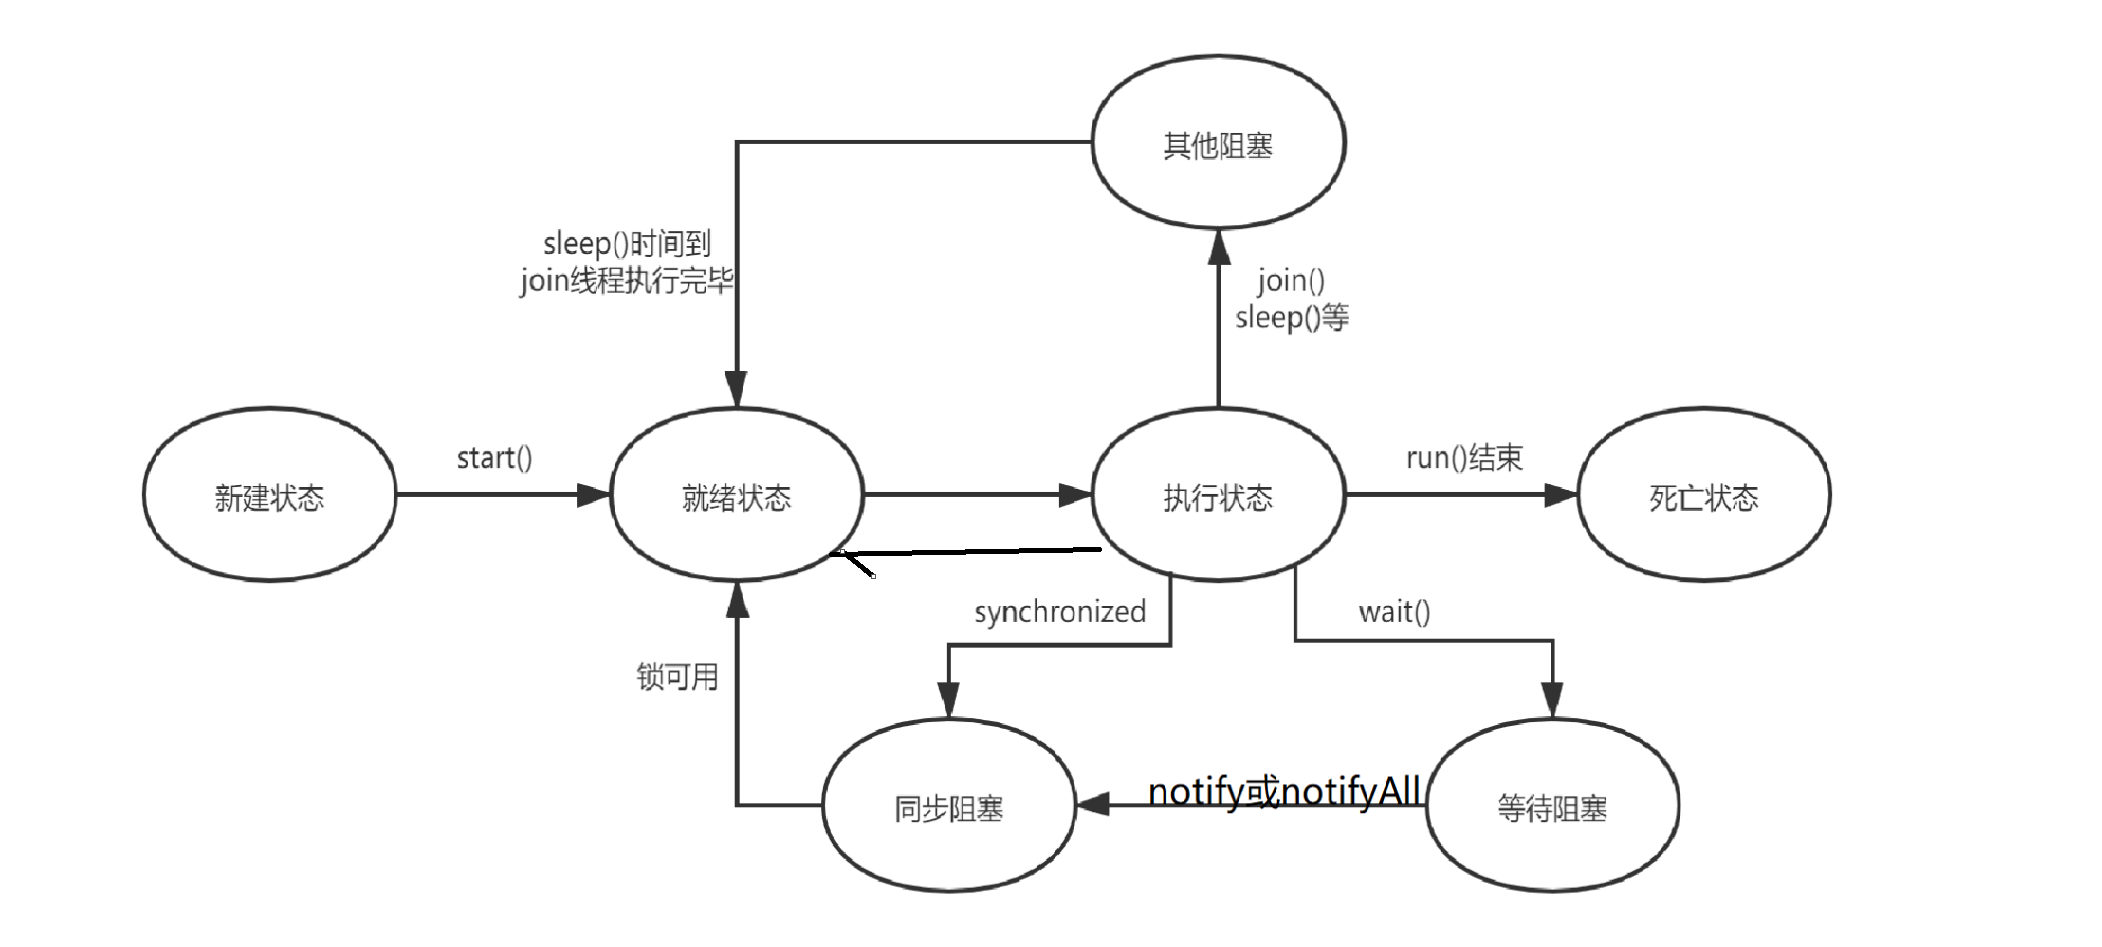 其他阻塞
sleep()时间到
join线程执行完毕
join()
sleep()等
新建状态
start()
就绪状态
执行状态
run()结束
死亡状态
synchronized
wait()
锁可用
同步阻塞
notify或notifyAll
等待阻塞